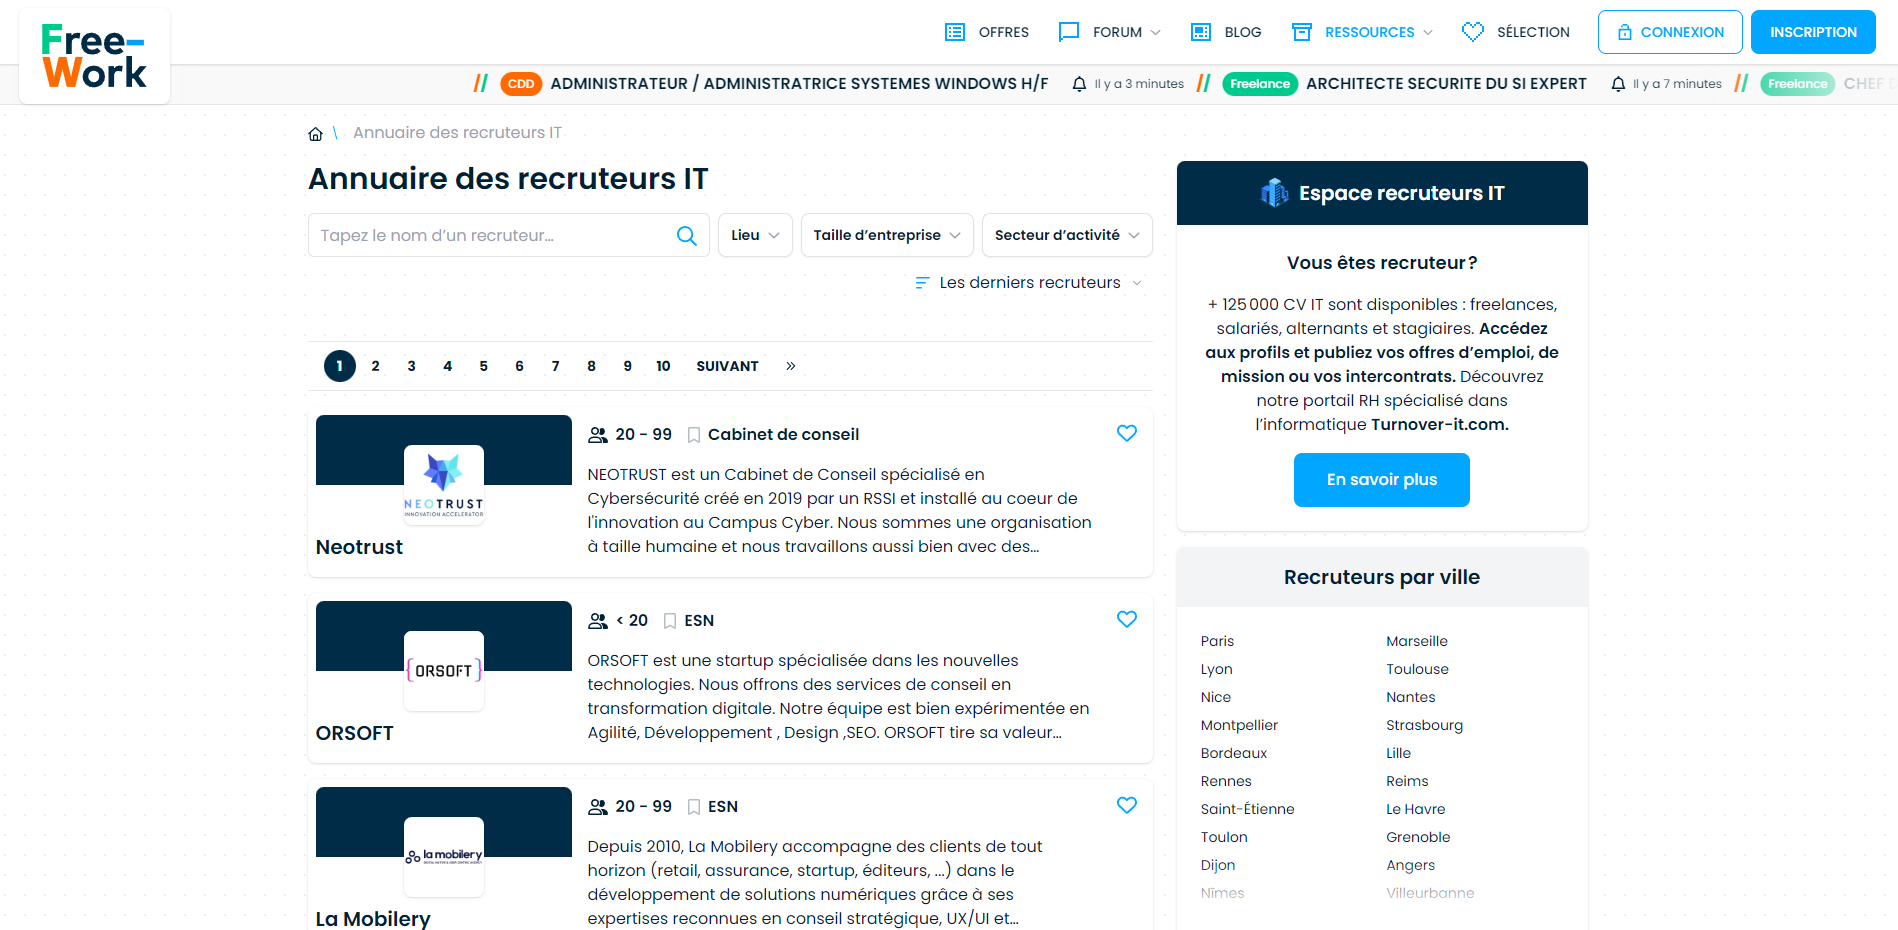 Free-
Work
OFFRES
FORUM
BLOG
RESSOURCES
SÉLECTION
CONNEXION
INSCRIPTION
// CDD ADMINISTRATEUR / ADMINISTRATRICE SYSTEMES WINDOWS H/F Il y a 3 minutes // Freelance ARCHITECTE SECURITE DU SI EXPERT Il y a 7 minutes // Freelance CHEF
\ Annuaire des recruteurs IT
Annuaire des recruteurs IT
Tapez le nom d’un recruteur...
Lieu
Taille d’entreprise
Secteur d’activité
Les derniers recruteurs
1 2 3 4 5 6 7 8 9 10 SUIVANT »
NEOTRUST
INNOVATION ACCELERATOR
Neotrust
20 - 99 Cabinet de conseil
NEOTRUST est un Cabinet de Conseil spécialisé en
Cybersécurité créé en 2019 par un RSSI et installé au coeur de
l'innovation au Campus Cyber. Nous sommes une organisation
à taille humaine et nous travaillons aussi bien avec des...
{ORSOFT}
ORSOFT
< 20 ESN
ORSOFT est une startup spécialisée dans les nouvelles
technologies. Nous offrons des services de conseil en
transformation digitale. Notre équipe est bien expérimentée en
Agilité, Développement , Design ,SEO. ORSOFT tire sa valeur...
la mobilery
La Mobilery
20 - 99 ESN
Depuis 2010, La Mobilery accompagne des clients de tout
horizon (retail, assurance, startup, éditeurs, ...) dans le
développement de solutions numériques grâce à ses
expertises reconnues en conseil stratégique, UX/UI et...
Espace recruteurs IT
Vous êtes recruteur ?
+ 125 000 CV IT sont disponibles : freelances,
salariés, alternants et stagiaires. Accédez
aux profils et publiez vos offres d’emploi, de
mission ou vos intercontrats. Découvrez
notre portail RH spécialisé dans
l’informatique Turnover-it.com.
En savoir plus
Recruteurs par ville
Paris Marseille
Lyon Toulouse
Nice Nantes
Montpellier Strasbourg
Bordeaux Lille
Rennes Reims
Saint-Étienne Le Havre
Toulon Grenoble
Dijon Angers
Nîmes Villeurbanne